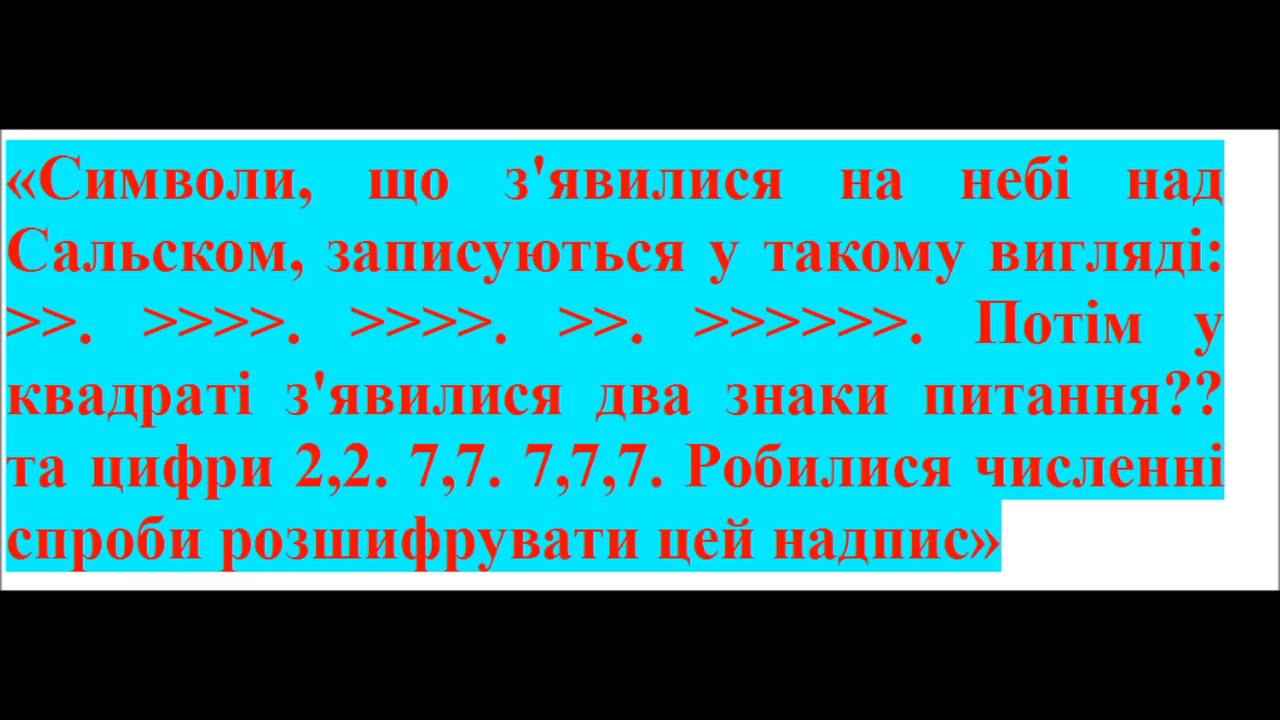 «Символи, що з'явилися на небі над
Сальском, записуються у такому вигляді:
>>. >>>>. >>>>. >>. >>>>>>. Потім у
квадраті з'явилися два знаки питання??
та цифри 2,2. 7,7. 7,7,7. Робилися численні
спроби розшифрувати цей надпис»